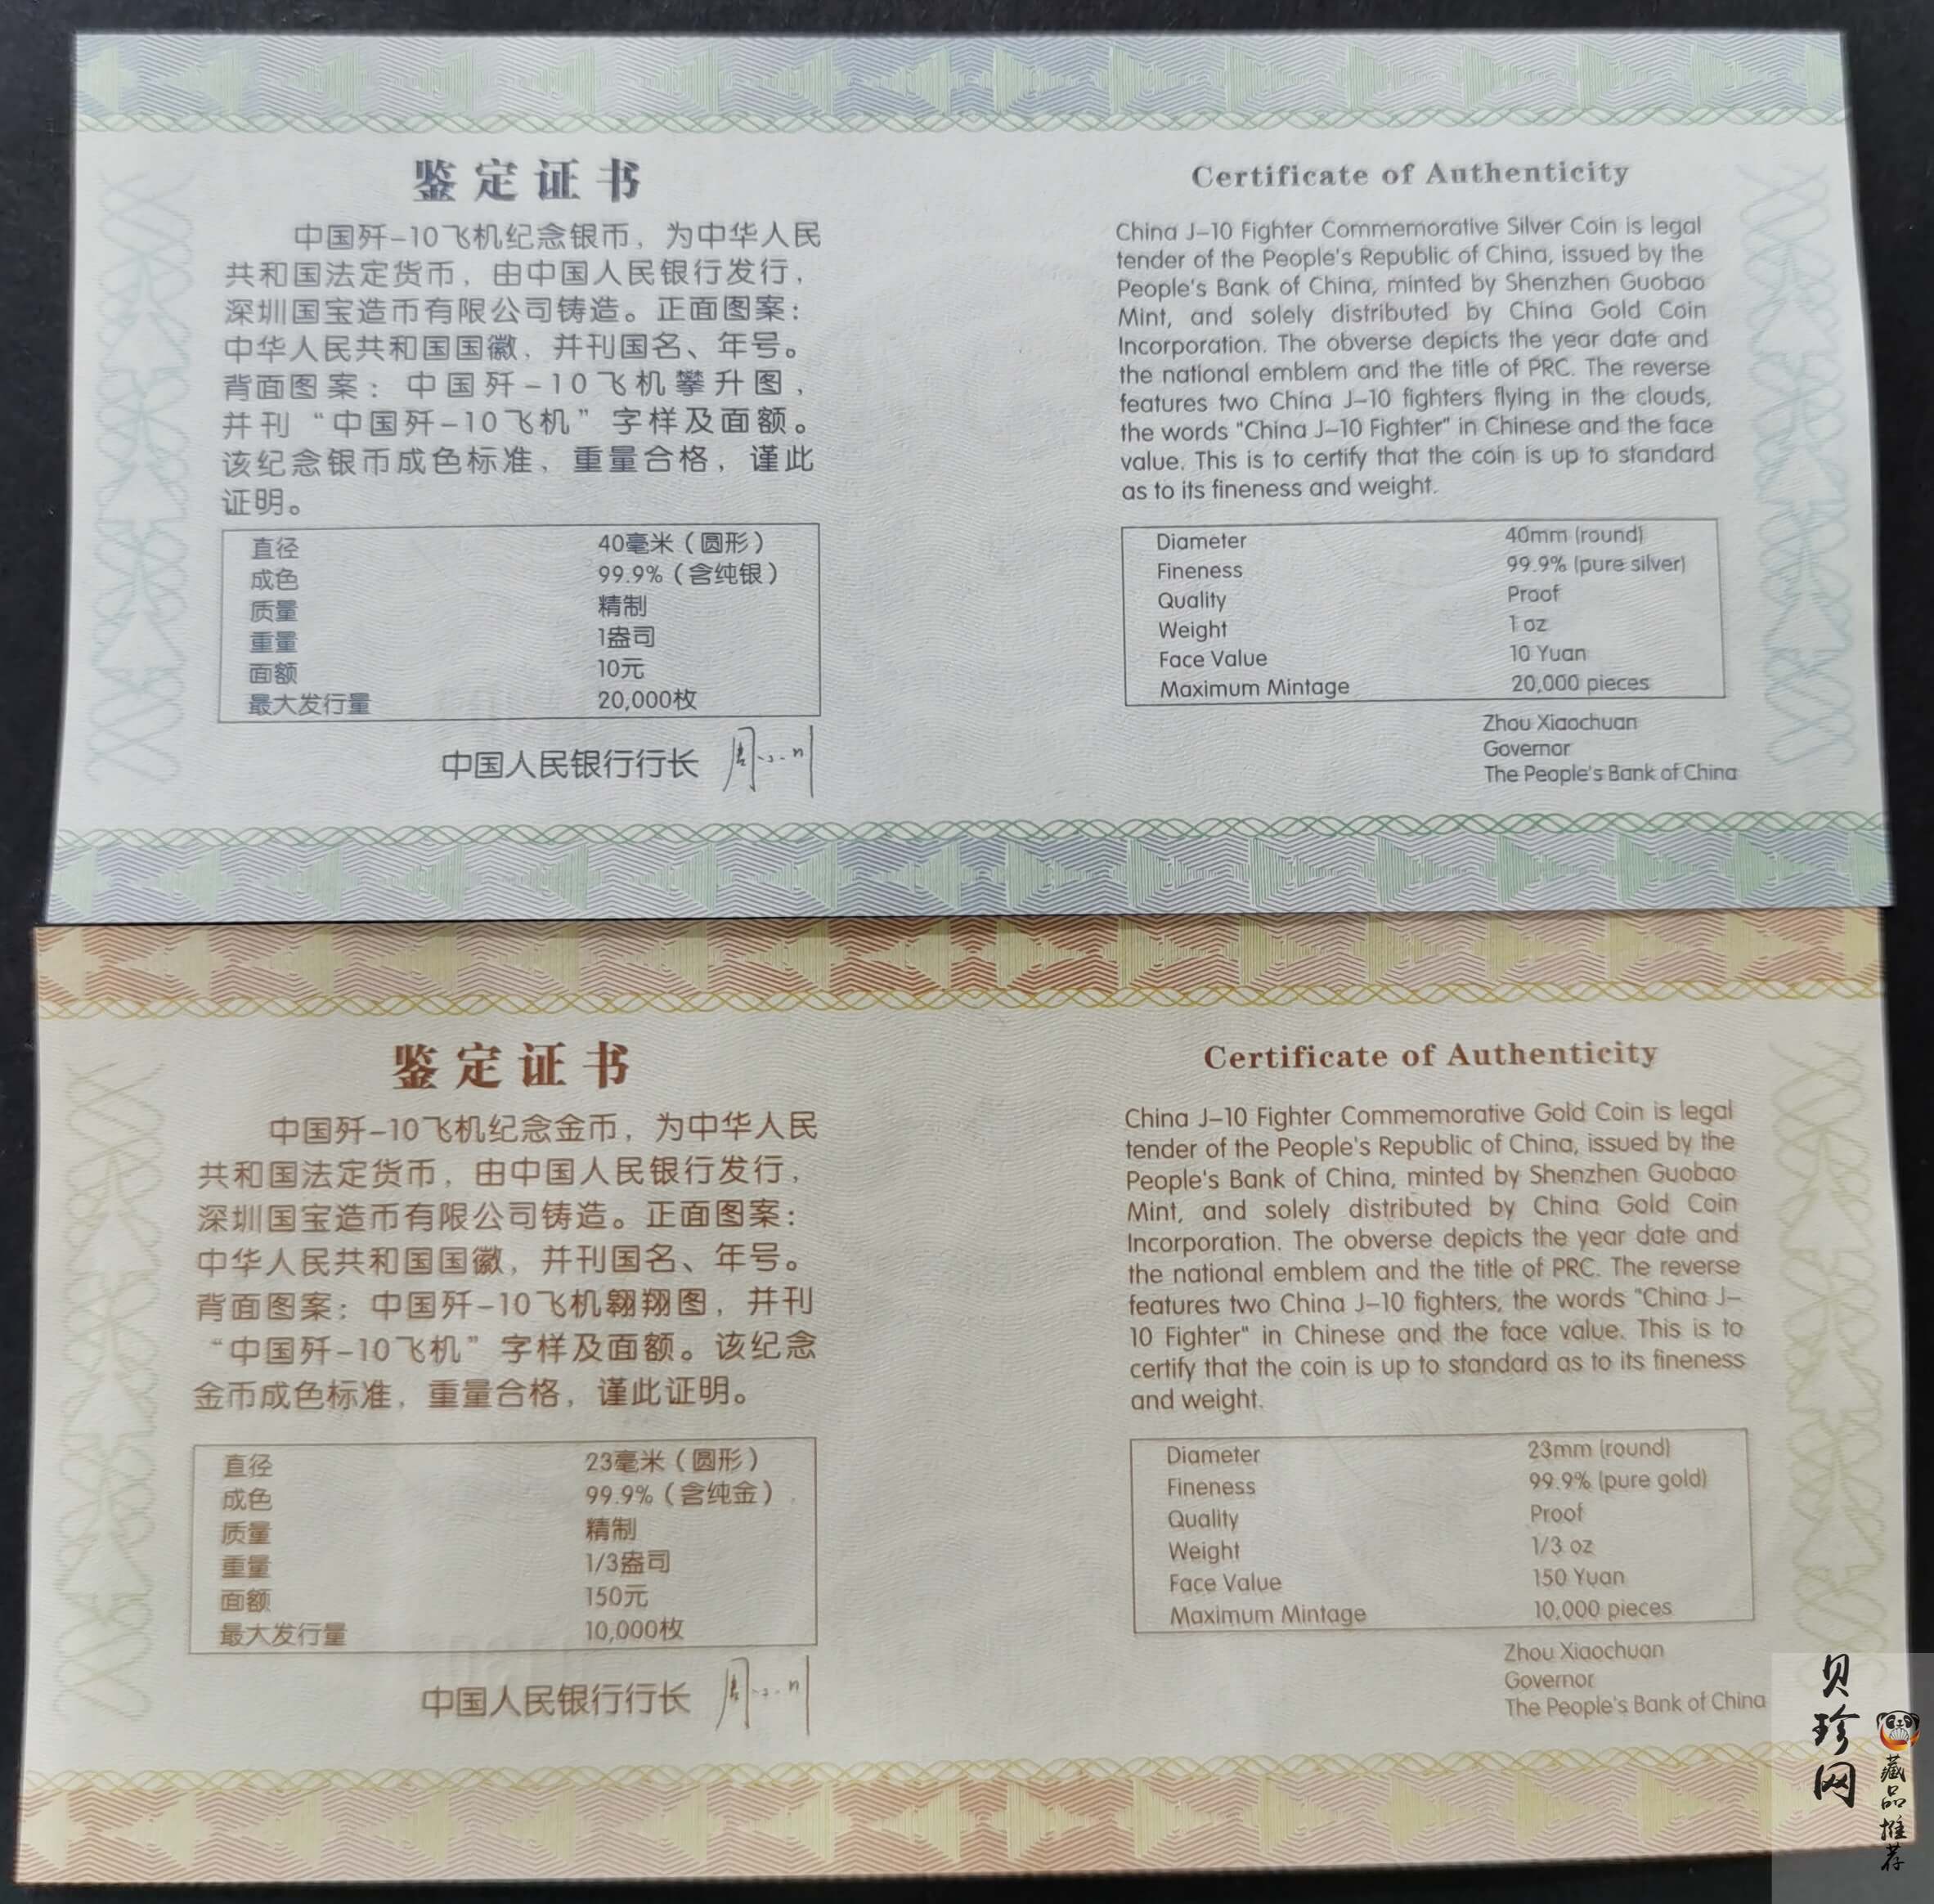 鉴定证书
中国歼-10飞机纪念银币，为中华人民
共和国法定货币，由中国人民银行发行，
深圳国宝造币有限公司铸造。正面图案：
中华人民共和国国徽，并刊国名、年号。
背面图案：中国歼-10飞机攀升图，
并刊“中国歼-10飞机”字样及面额。
该纪念银币成色标准，重量合格，谨此
证明。
直径 40毫米（圆形）
成色 99.9%（含纯银）
质量 精制
重量 1盎司
面额 10元
最大发行量 20,000枚
中国人民银行行长
Certificate of Authenticity
China J-10 Fighter Commemorative Silver Coin is legal
tender of the People's Republic of China, issued by the
People's Bank of China, minted by Shenzhen Guobao
Mint, and solely distributed by China Gold Coin
Incorporation. The obverse depicts the year date and
the national emblem and the title of PRC. The reverse
features two China J-10 fighters flying in the clouds,
the words "China J-10 Fighter" in Chinese and the face
value. This is to certify that the coin is up to standard
as to its fineness and weight.
Diameter 40mm (round)
Fineness 99.9% (pure silver)
Quality Proof
Weight 1 oz
Face Value 10 Yuan
Maximum Mintage 20,000 pieces
Zhou Xiaochuan
Governor
The People's Bank of China
鉴定证书
中国歼-10飞机纪念金币，为中华人民
共和国法定货币，由中国人民银行发行，
深圳国宝造币有限公司铸造。正面图案：
中华人民共和国国徽，并刊国名、年号。
背面图案：中国歼-10飞机翱翔图，并刊
“中国歼-10飞机”字样及面额。该纪念
金币成色标准，重量合格，谨此证明。
直径 23毫米（圆形）
成色 99.9%（含纯金）
质量 精制
重量 1/3盎司
面额 150元
最大发行量 10,000枚
中国人民银行行长
Certificate of Authenticity
China J-10 Fighter Commemorative Gold Coin is legal
tender of the People's Republic of China, issued by the
People's Bank of China, minted by Shenzhen Guobao
Mint, and solely distributed by China Gold Coin
Incorporation. The obverse depicts the year date and
the national emblem and the title of PRC. The reverse
features two China J-10 fighters, the words "China J-
10 Fighter" in Chinese and the face value. This is to
certify that the coin is up to standard as to its fineness
and weight.
Diameter 23mm (round)
Fineness 99.9% (pure gold)
Quality Proof
Weight 1/3 oz
Face Value 150 Yuan
Maximum Mintage 10,000 pieces
Zhou Xiaochuan
Governor
The People's Bank of China
贝珍网
藏品推荐